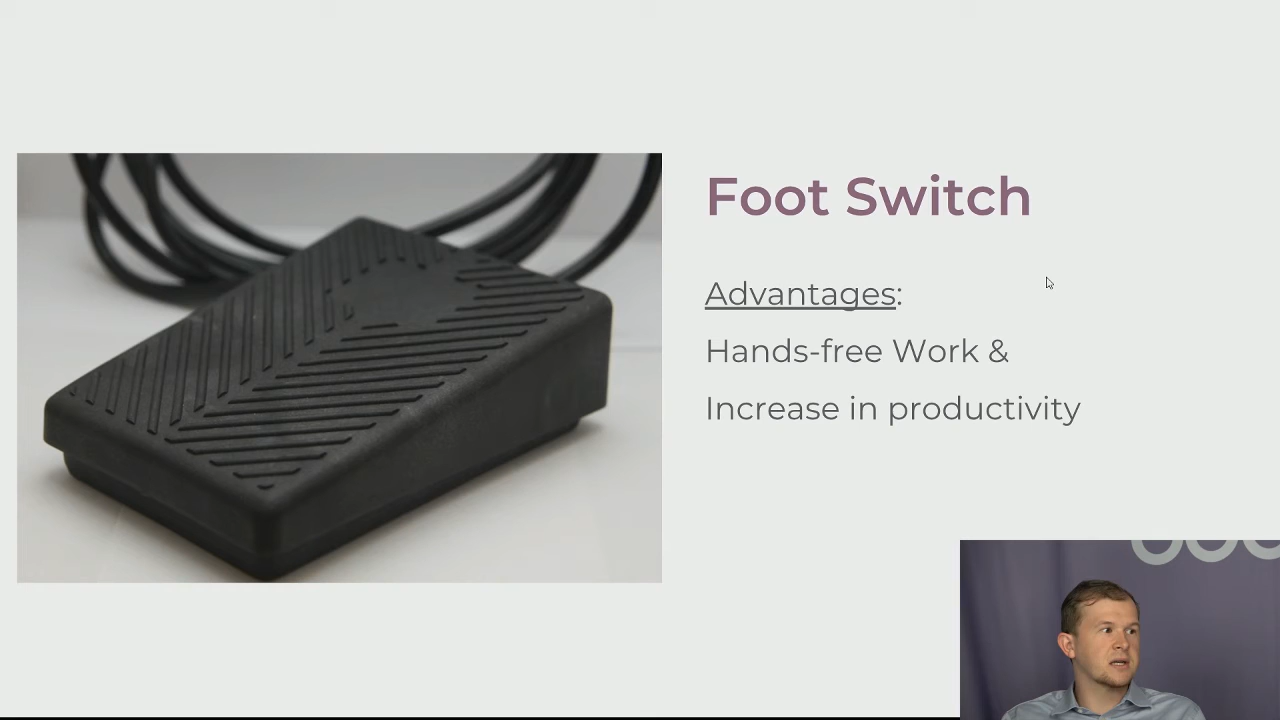 Foot Switch
Advantages:
Hands-free Work &
Increase in productivity